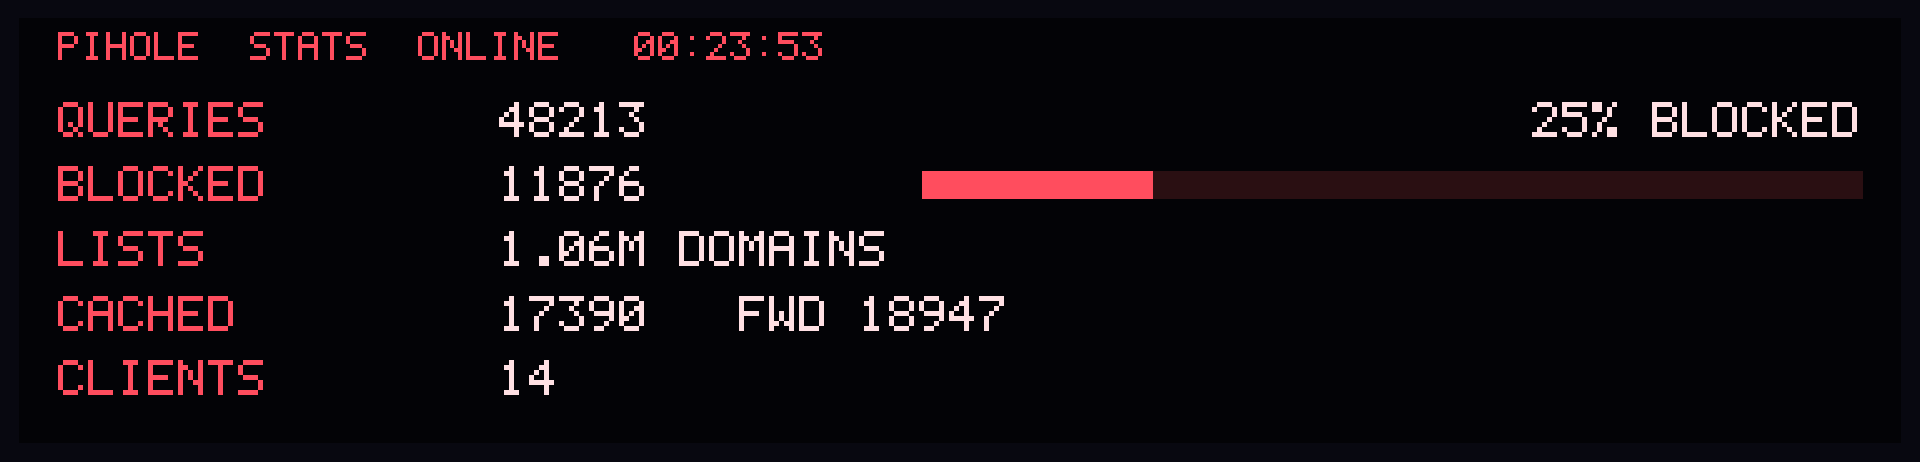 PIHOLE STATS ONLINE 00:23:53
QUERIES 48213 25% BLOCKED
BLOCKED 11876
LISTS 1.06M DOMAINS
CACHED 17390 FWD 18947
CLIENTS 14